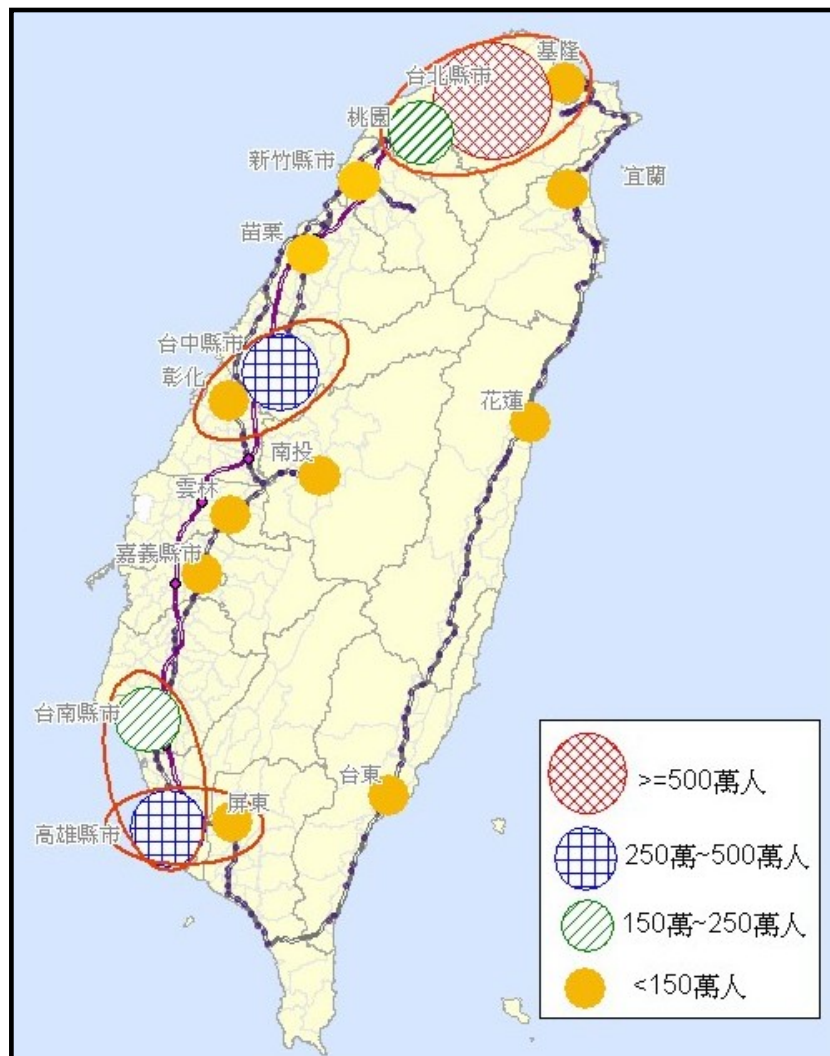 基隆
台北縣市
桃園
新竹縣市
宜蘭
苗栗
台中縣市
彰化
花蓮
南投
雲林
嘉義縣市
台南縣市
台東
屏東
高雄縣市
>=500萬人
250萬~500萬人
150萬~250萬人
<150萬人